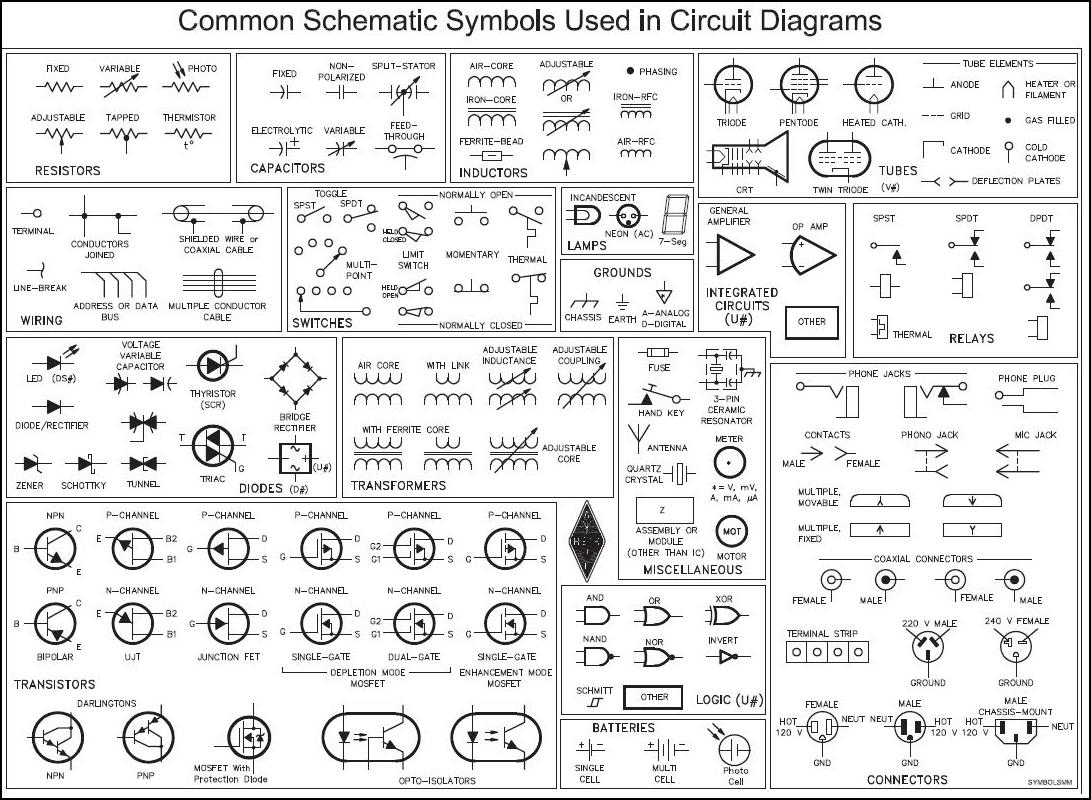 Common Schematic Symbols Used in Circuit Diagrams
FIXED
VARIABLE
PHOTO
ADJUSTABLE
TAPPED
THERMISTOR
t°
RESISTORS
FIXED
NON-
POLARIZED
SPLIT-STATOR
ELECTROLYTIC
VARIABLE
FEED-
THROUGH
CAPACITORS
AIR-CORE
ADJUSTABLE
PHASING
IRON-CORE
OR
IRON-RFC
FERRITE-BEAD
AIR-RFC
INDUCTORS
TRIODE
PENTODE
HEATED CATH.
CRT
TWIN TRIODE
TUBES
(V#)
TUBE ELEMENTS
ANODE
HEATER OR
FILAMENT
GRID
GAS FILLED
CATHODE
COLD
CATHODE
DEFLECTION PLATES
TERMINAL
CONDUCTORS
JOINED
SHIELDED WIRE or
COAXIAL CABLE
LINE-BREAK
ADDRESS OR DATA
BUS
MULTIPLE CONDUCTOR
CABLE
WIRING
TOGGLE
SPST
SPDT
NORMALLY OPEN
HELD
CLOSED
MULTI-
POINT
LIMIT
SWITCH
MOMENTARY
THERMAL
HELD
OPEN
NORMALLY CLOSED
SWITCHES
INCANDESCENT
NEON (AC)
7-Seg
LAMPS
GROUNDS
CHASSIS
EARTH
A-ANALOG
D-DIGITAL
GENERAL
AMPLIFIER
OP AMP
+
-
INTEGRATED
CIRCUITS
(U#)
OTHER
SPST
SPDT
DPDT
THERMAL
RELAYS
LED (DS#)
VOLTAGE
VARIABLE
CAPACITOR
THYRISTOR
(SCR)
BRIDGE
RECTIFIER
DIODE/RECTIFIER
T
T
G
(U#)
ZENER
SCHOTTKY
TUNNEL
TRIAC
DIODES (D#)
AIR CORE
WITH LINK
ADJUSTABLE
INDUCTANCE
ADJUSTABLE
COUPLING
WITH FERRITE CORE
ADJUSTABLE
CORE
TRANSFORMERS
FUSE
HAND KEY
3-PIN
CERAMIC
RESONATOR
ANTENNA
METER
*
QUARTZ
CRYSTAL
*= V, mV,
A, mA, µA
Z
ASSEMBLY OR
MODULE
(OTHER THAN IC)
MOT
MOTOR
MISCELLANEOUS
PHONE JACKS
PHONE PLUG
CONTACTS
MALE
FEMALE
PHONO JACK
MIC JACK
MULTIPLE,
MOVABLE
MULTIPLE,
FIXED
COAXIAL CONNECTORS
FEMALE
MALE
FEMALE
MALE
TERMINAL STRIP
220 V MALE
GROUND
240 V FEMALE
GROUND
FEMALE
HOT
120 V
NEUT
GND
MALE
NEUT
HOT
120 V
GND
MALE
CHASSIS-MOUNT
HOT
120 V
NEUT
GND
CONNECTORS
SYMBOLSMM
NPN
B
C
E
P-CHANNEL
E
B2
B1
P-CHANNEL
G
D
S
P-CHANNEL
G
D
S
P-CHANNEL
G2
G1
D
S
P-CHANNEL
G
D
S
PNP
B
C
E
BIPOLAR
N-CHANNEL
E
B2
B1
UJT
N-CHANNEL
G
D
S
JUNCTION FET
N-CHANNEL
G
D
S
SINGLE-GATE
N-CHANNEL
G2
G1
D
S
DUAL-GATE
N-CHANNEL
G
D
S
SINGLE-GATE
DEPLETION MODE
MOSFET
ENHANCEMENT MODE
MOSFET
TRANSISTORS
DARLINGTONS
NPN
PNP
MOSFET With
Protection Diode
OPTO-ISOLATORS
AND
OR
XOR
NAND
NOR
INVERT
SCHMITT
OTHER
LOGIC (U#)
BATTERIES
SINGLE
CELL
MULTI
CELL
Photo
Cell